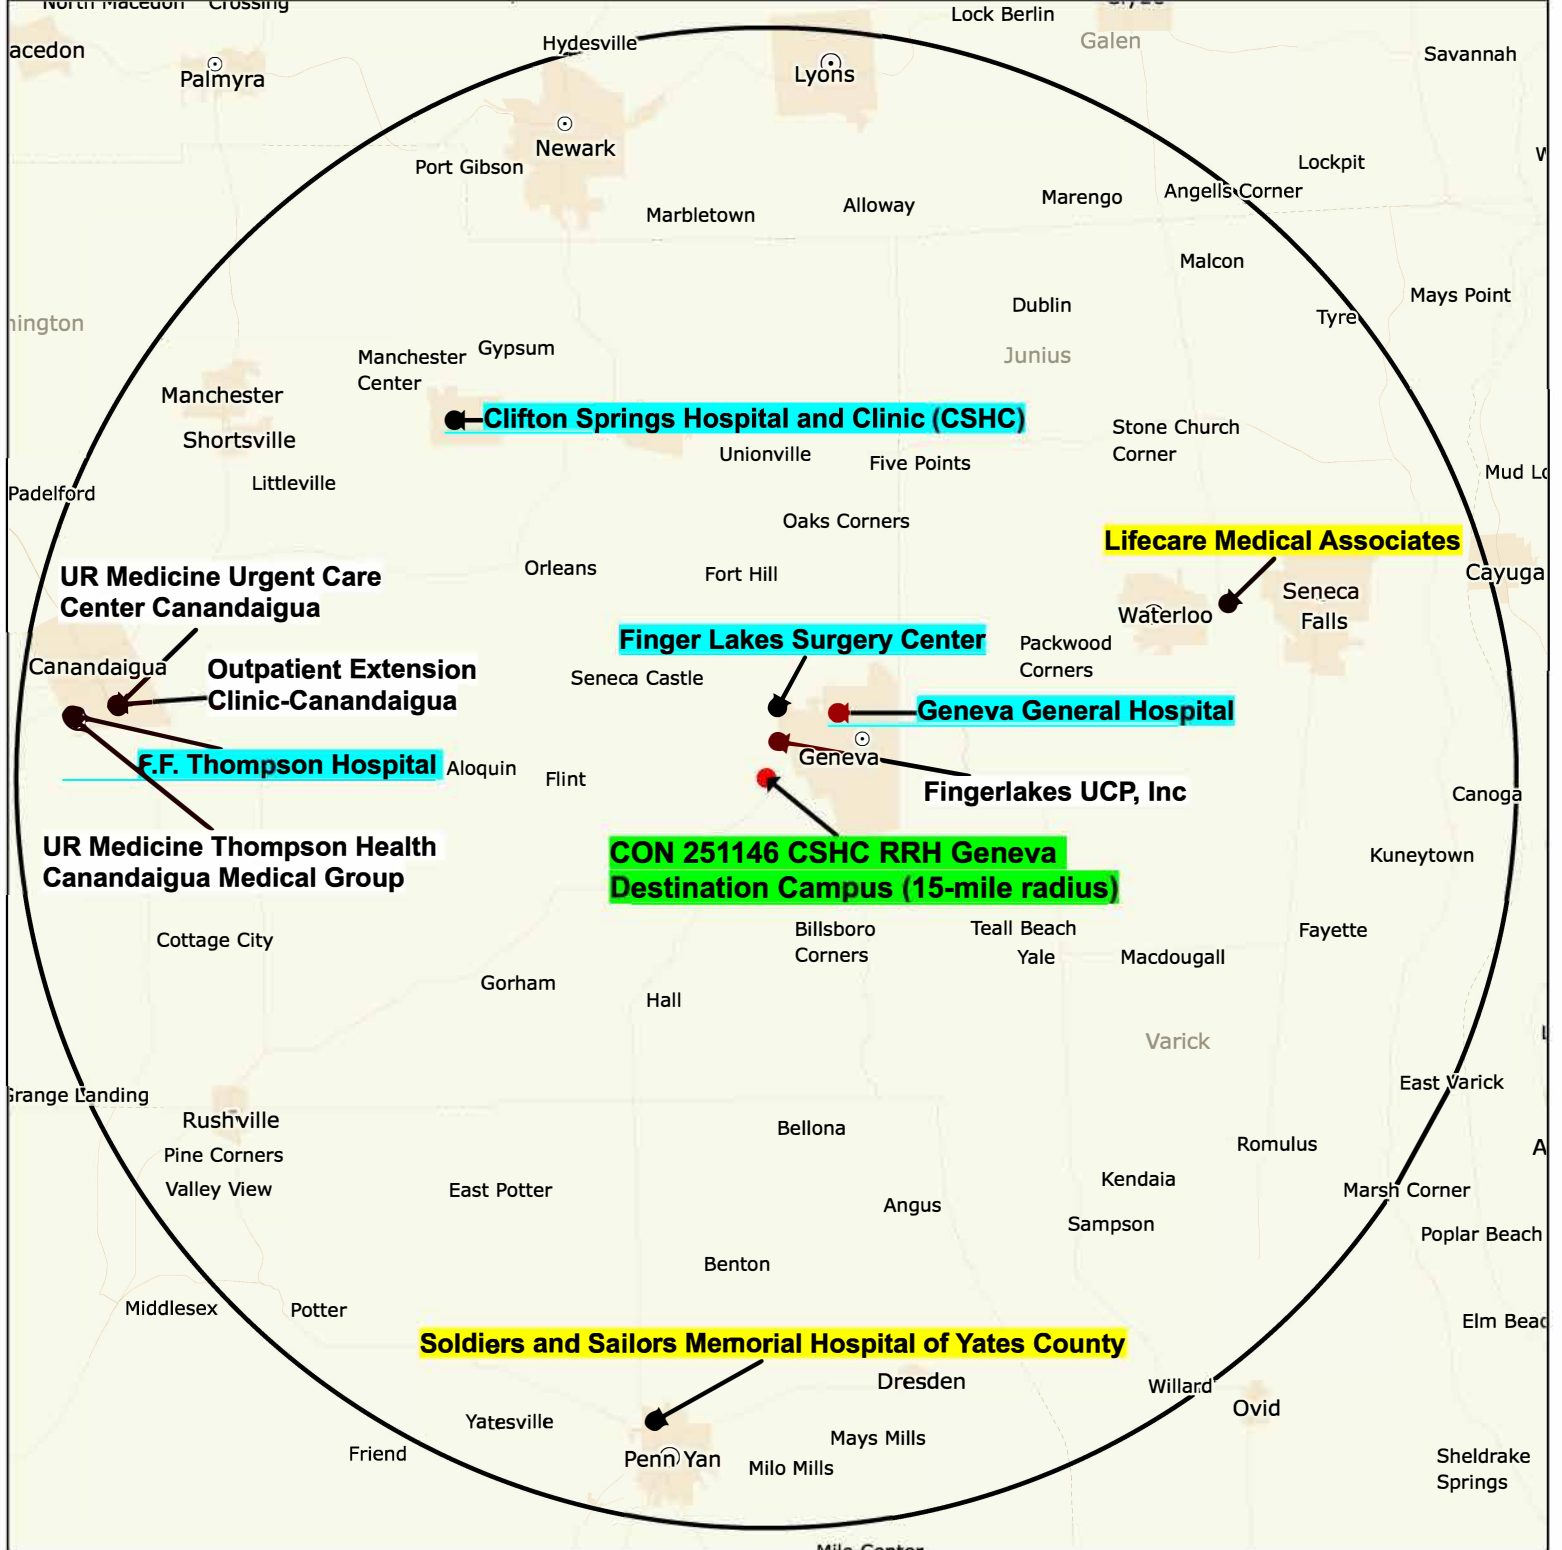 North Macedon
Crossing
Lock Berlin
Galen
acedon
Palmyra
Hydesville
Lyons
Savannah
Newark
Port Gibson
Lockpit
Marbletown
Alloway
Marengo
Angells Corner
Malcon
Dublin
Mays Point
Tyre
Junius
Manchester
Center
Gypsum
Manchester
Shortsville
Clifton Springs Hospital and Clinic (CSHC)
Stone Church
Corner
Unionville
Five Points
Littleville
Padelford
Oaks Corners
Lifecare Medical Associates
Orleans
Fort Hill
UR Medicine Urgent Care
Center Canandaigua
Cayuga
Seneca
Falls
Waterloo
Finger Lakes Surgery Center
Packwood
Corners
Canandaigua
Outpatient Extension
Clinic-Canandaigua
Seneca Castle
Geneva General Hospital
Geneva
F.F. Thompson Hospital
Aloquin
Flint
Fingerlakes UCP, Inc
Canoga
UR Medicine Thompson Health
Canandaigua Medical Group
CON 251146 CSHC RRH Geneva
Destination Campus (15-mile radius)
Kuneytown
Cottage City
Billsboro
Corners
Teall Beach
Yale
Macdougall
Fayette
Gorham
Hall
Varick
East Varick
Grange Landing
Rushville
Pine Corners
Valley View
Bellona
Romulus
East Potter
Kendaia
Marsh Corner
Angus
Sampson
Poplar Beach
Benton
Middlesex
Potter
Elm Beac
Soldiers and Sailors Memorial Hospital of Yates County
Dresden
Willard
Ovid
Yatesville
Friend
Penn Yan
Mays Mills
Milo Mills
Sheldrake
Springs